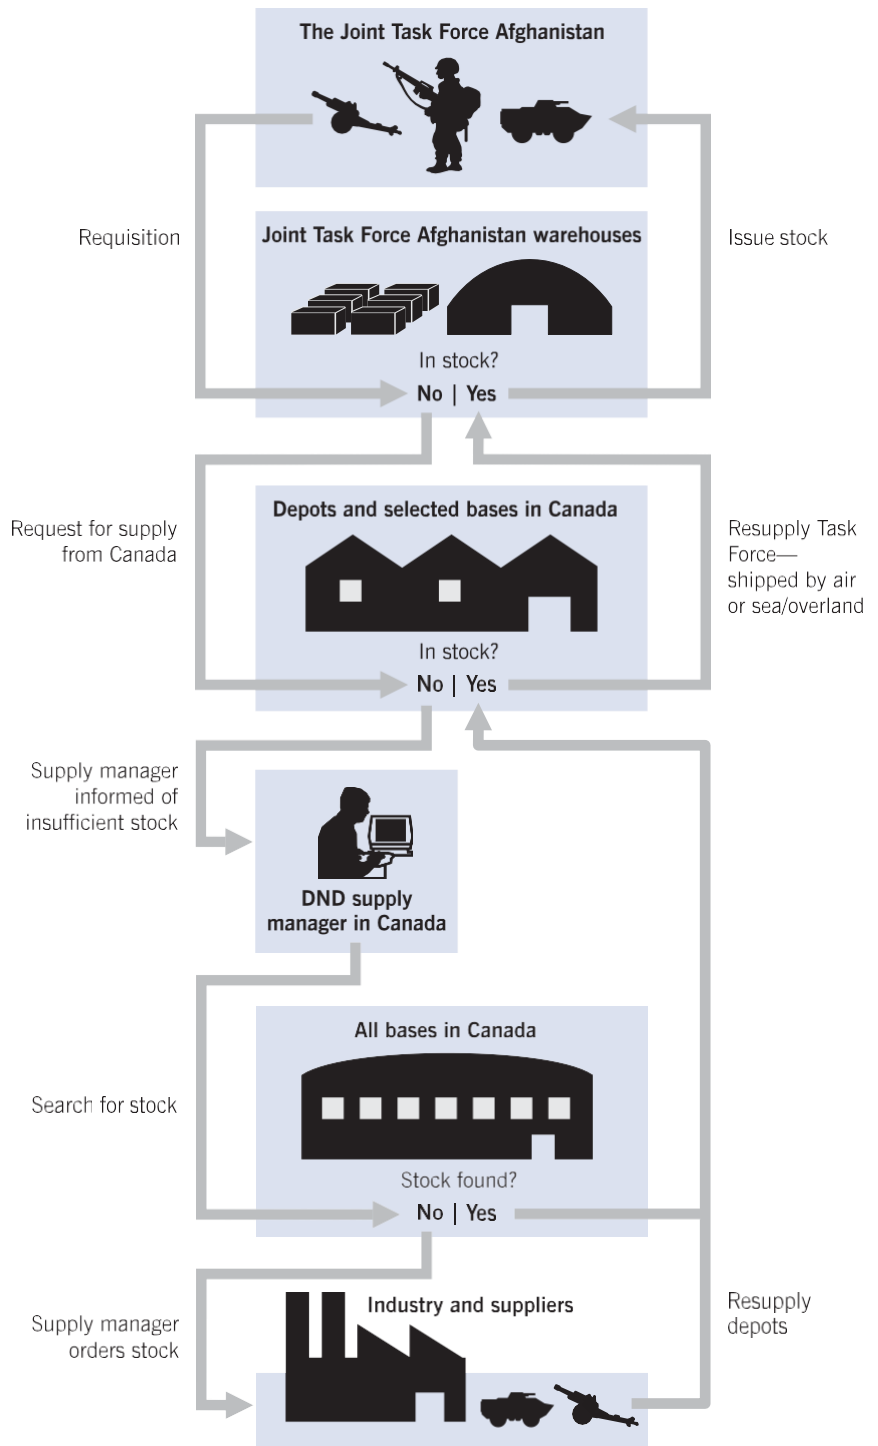 The Joint Task Force Afghanistan
Requisition
Issue stock
Joint Task Force Afghanistan warehouses
In stock?
No | Yes
Request for supply
from Canada
Resupply Task
Force—
shipped by air
or sea/overland
Depots and selected bases in Canada
In stock?
No | Yes
Supply manager
informed of
insufficient stock
DND supply
manager in Canada
Search for stock
All bases in Canada
Stock found?
No | Yes
Supply manager
orders stock
Industry and suppliers
Resupply
depots